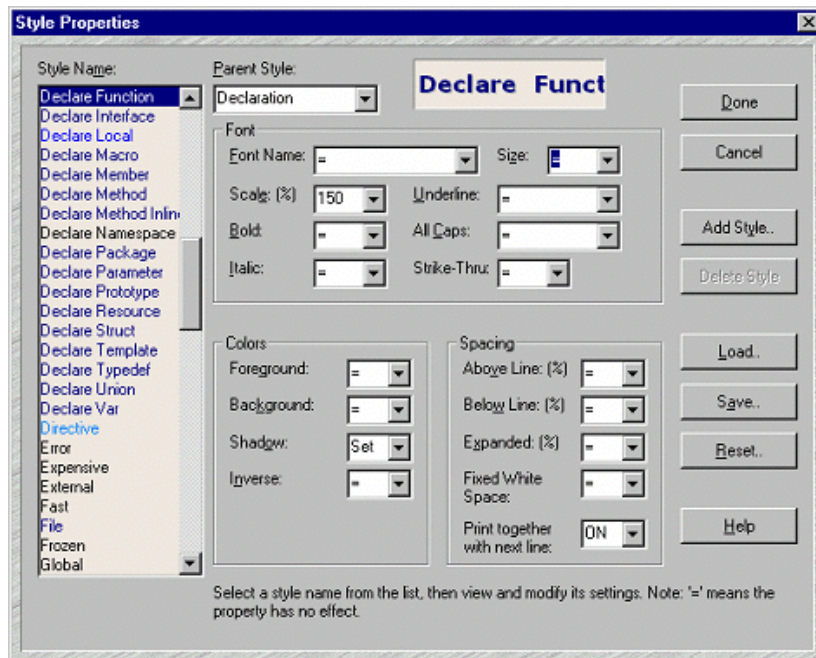 Style Properties
Style Name:
Declare Function
Declare Interface
Declare Local
Declare Macro
Declare Member
Declare Method
Declare Method Inlin
Declare Namespace
Declare Package
Declare Parameter
Declare Prototype
Declare Resource
Declare Struct
Declare Template
Declare Typedef
Declare Union
Declare Var
Directive
Error
Expensive
External
Fast
File
Frozen
Global
Parent Style:
Declaration
Declare Funct
Font
Font Name: =
Size: =
Scale: (%) 150
Underline: =
Bold: =
All Caps: =
Italic: =
Strike-Thru: =
Colors
Foreground: =
Background: =
Shadow: Set
Inverse: =
Spacing
Above Line: (%) =
Below Line: (%) =
Expanded: (%) =
Fixed White
Space: =
Print together
with next line: ON
Done
Cancel
Add Style..
Delete Style
Load..
Save..
Reset..
Help
Select a style name from the list, then view and modify its settings. Note: '=' means the
property has no effect.